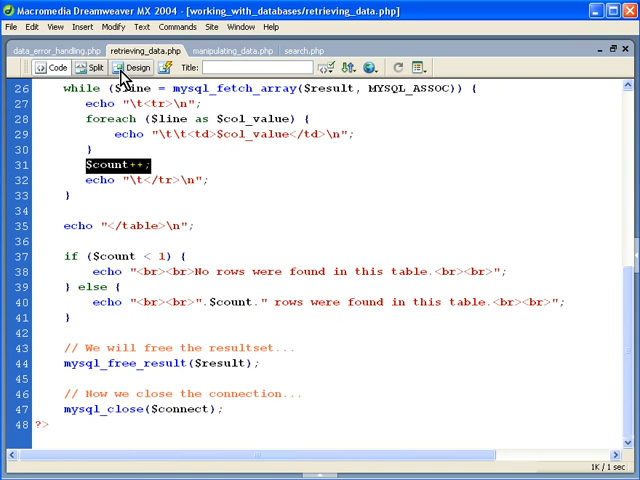 Macromedia Dreamweaver MX 2004 - [working_with_databases/retrieving_data.php]
File Edit View Insert Modify Text Commands Site Window Help
data_error_handling.php retrieving_data.php manipulating_data.php search.php
Code Split Design Title:
26 while ($line = mysql_fetch_array($result, MYSQL_ASSOC)) {
27 echo "\t<tr>\n";
28 foreach ($line as $col_value) {
29 echo "\t\t<td>$col_value</td>\n";
30 }
31 $count++;
32 echo "\t</tr>\n";
33 }
34
35 echo "</table>\n";
36
37 if ($count < 1) {
38 echo "<br><br>No rows were found in this table.<br><br>";
39 } else {
40 echo "<br><br>".$count." rows were found in this table.<br><br>";
41 }
42
43 // We will free the resultset...
44 mysql_free_result($result);
45
46 // Now we close the connection...
47 mysql_close($connect);
48 ?>
1K / 1 sec